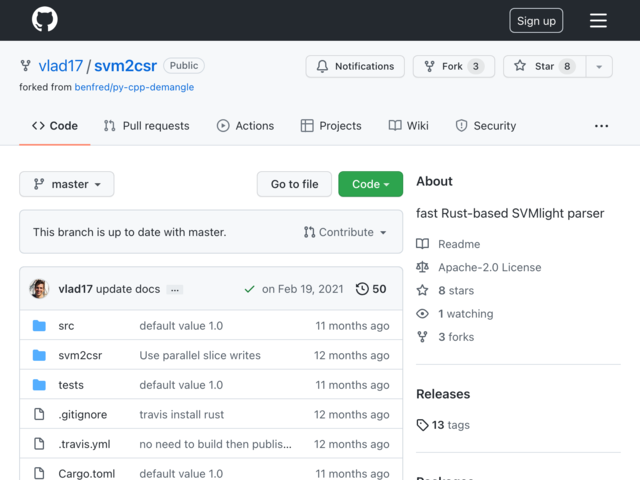 Sign up
vlad17 / svm2csr Public
Notifications Fork 3 Star 8
forked from benfred/py-cpp-demangle
Code Pull requests Actions Projects Wiki Security ...
master Go to file Code
This branch is up to date with master. Contribute
vlad17 update docs ... on Feb 19, 2021 50
src default value 1.0 11 months ago
svm2csr Use parallel slice writes 12 months ago
tests default value 1.0 11 months ago
.gitignore travis install rust 12 months ago
.travis.yml no need to build then publis... 12 months ago
Cargo.toml default value 1.0 11 months ago
About
fast Rust-based SVMlight parser
Readme
Apache-2.0 License
8 stars
1 watching
3 forks
Releases
13 tags